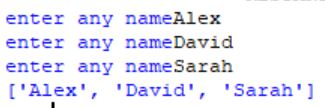 enter any nameAlex
enter any nameDavid
enter any nameSarah
['Alex', 'David', 'Sarah']